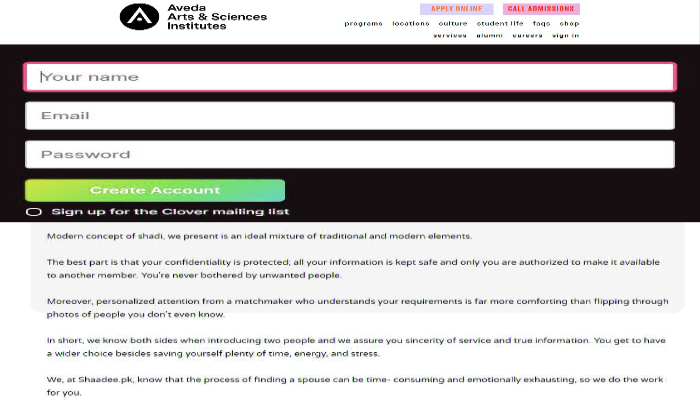 Aveda
Arts & Sciences
Institutes
APPLY ONLINE CALL ADMISSIONS
programs locations culture student life faqs shop
services alumni careers sign in
Your name
Email
Password
Create Account
Sign up for the Clover mailing list
Modern concept of shadi, we present is an ideal mixture of traditional and modern elements.
The best part is that your confidentiality is protected; all your information is kept safe and only you are authorized to make it available
to another member. You're never bothered by unwanted people.
Moreover, personalized attention from a matchmaker who understands your requirements is far more comforting than flipping through
photos of people you don't even know.
In short, we know both sides when introducing two people and we assure you sincerity of service and true information. You get to have
a wider choice besides saving yourself plenty of time, energy, and stress.
We, at Shaadee.pk, know that the process of finding a spouse can be time- consuming and emotionally exhausting, so we do the work
for you.